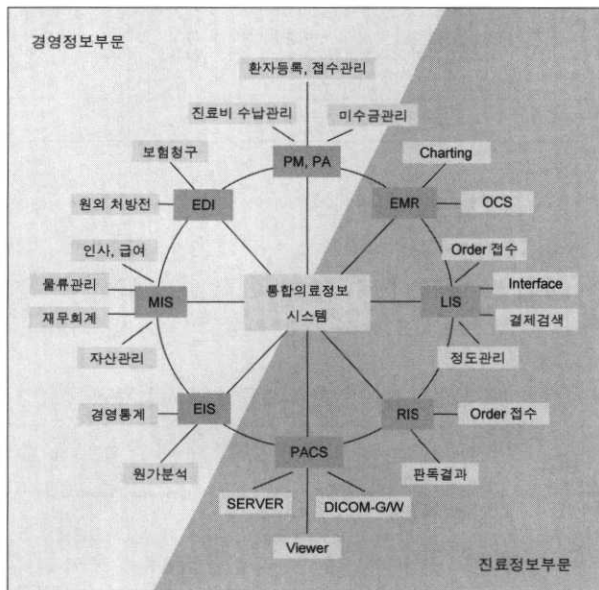 경영정보부문
환자등록, 접수관리
진료비 수납관리
미수금관리
보험청구
PM, PA
Charting
원외 처방전
EDI
EMR
OCS
인사, 급여
Order 접수
물류관리
MIS
통합의료정보
시스템
LIS
Interface
재무회계
결제검색
자산관리
정도관리
경영통계
EIS
RIS
Order 접수
원가분석
PACS
판독결과
SERVER
DICOM-G/W
Viewer
진료정보부문